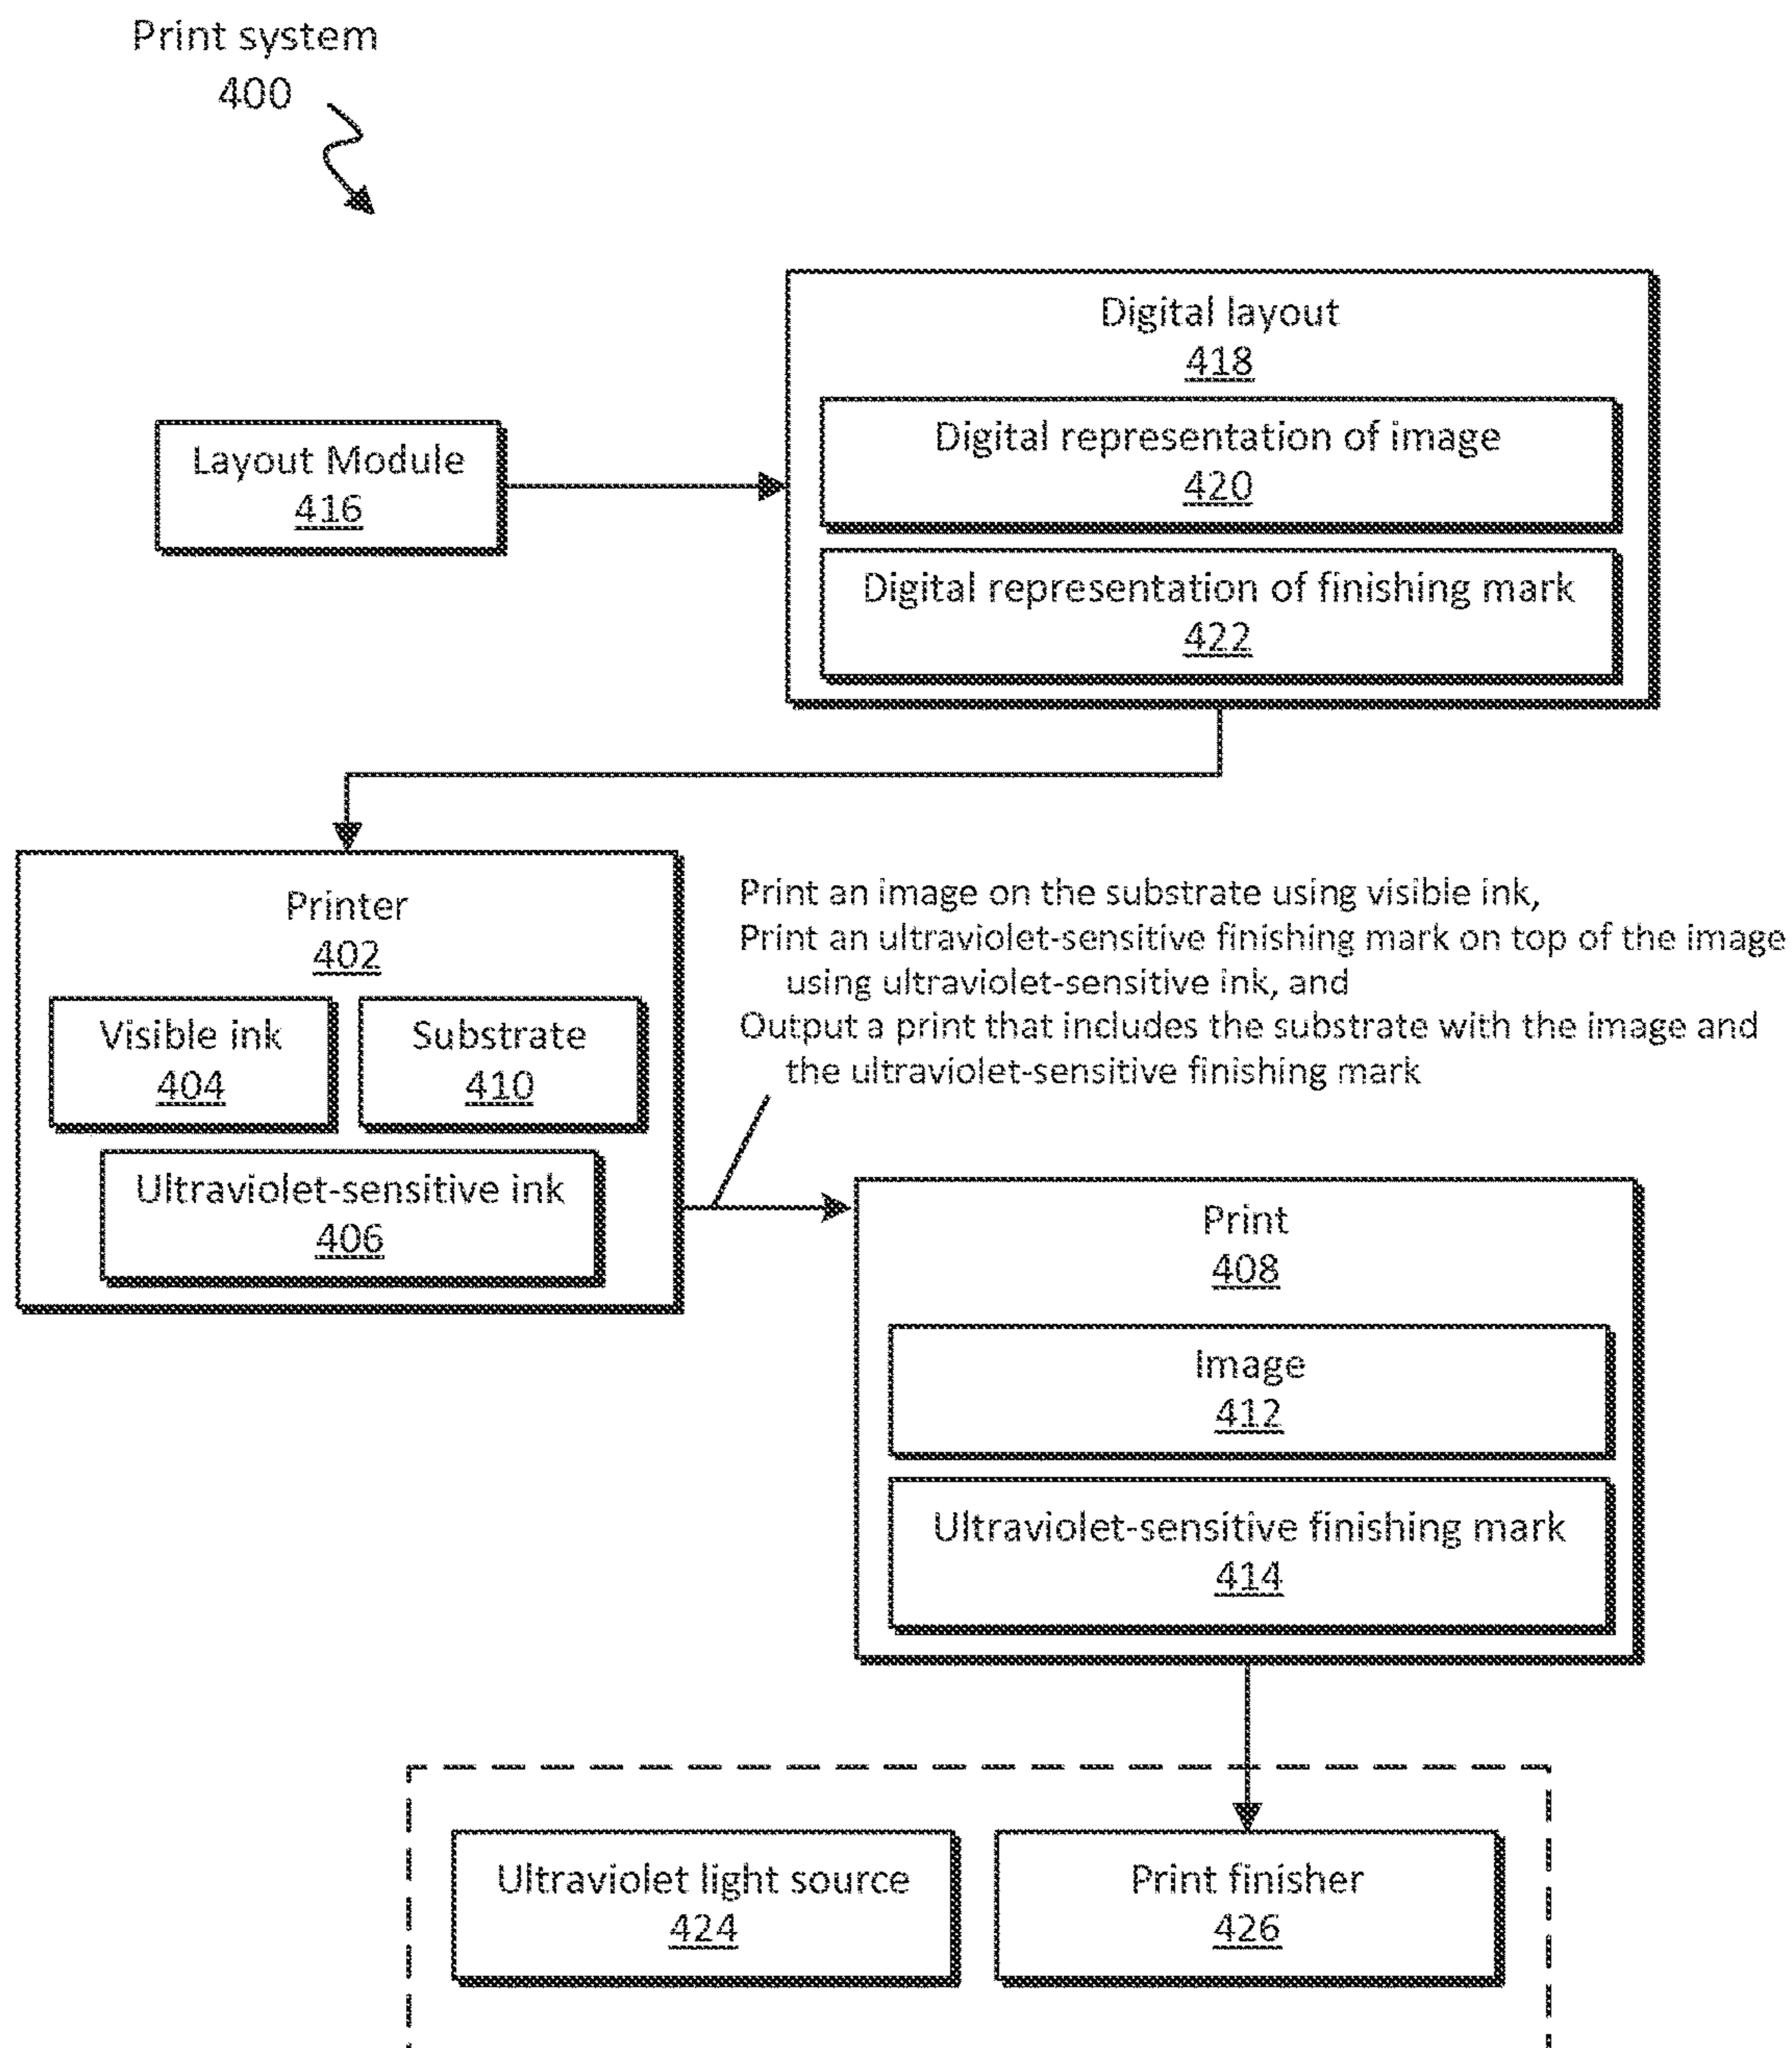 Print system
400
Digital layout
418
Digital representation of image
420
Layout Module
416
Digital representation of finishing mark
422
Printer
402
Visible ink
404
Substrate
410
Ultraviolet-sensitive ink
406
Print an image on the substrate using visible ink,
Print an ultraviolet-sensitive finishing mark on top of the image
using ultraviolet-sensitive ink, and
Output a print that includes the substrate with the image and
the ultraviolet-sensitive finishing mark
Print
408
Image
412
Ultraviolet-sensitive finishing mark
414
Ultraviolet light source
424
Print finisher
426